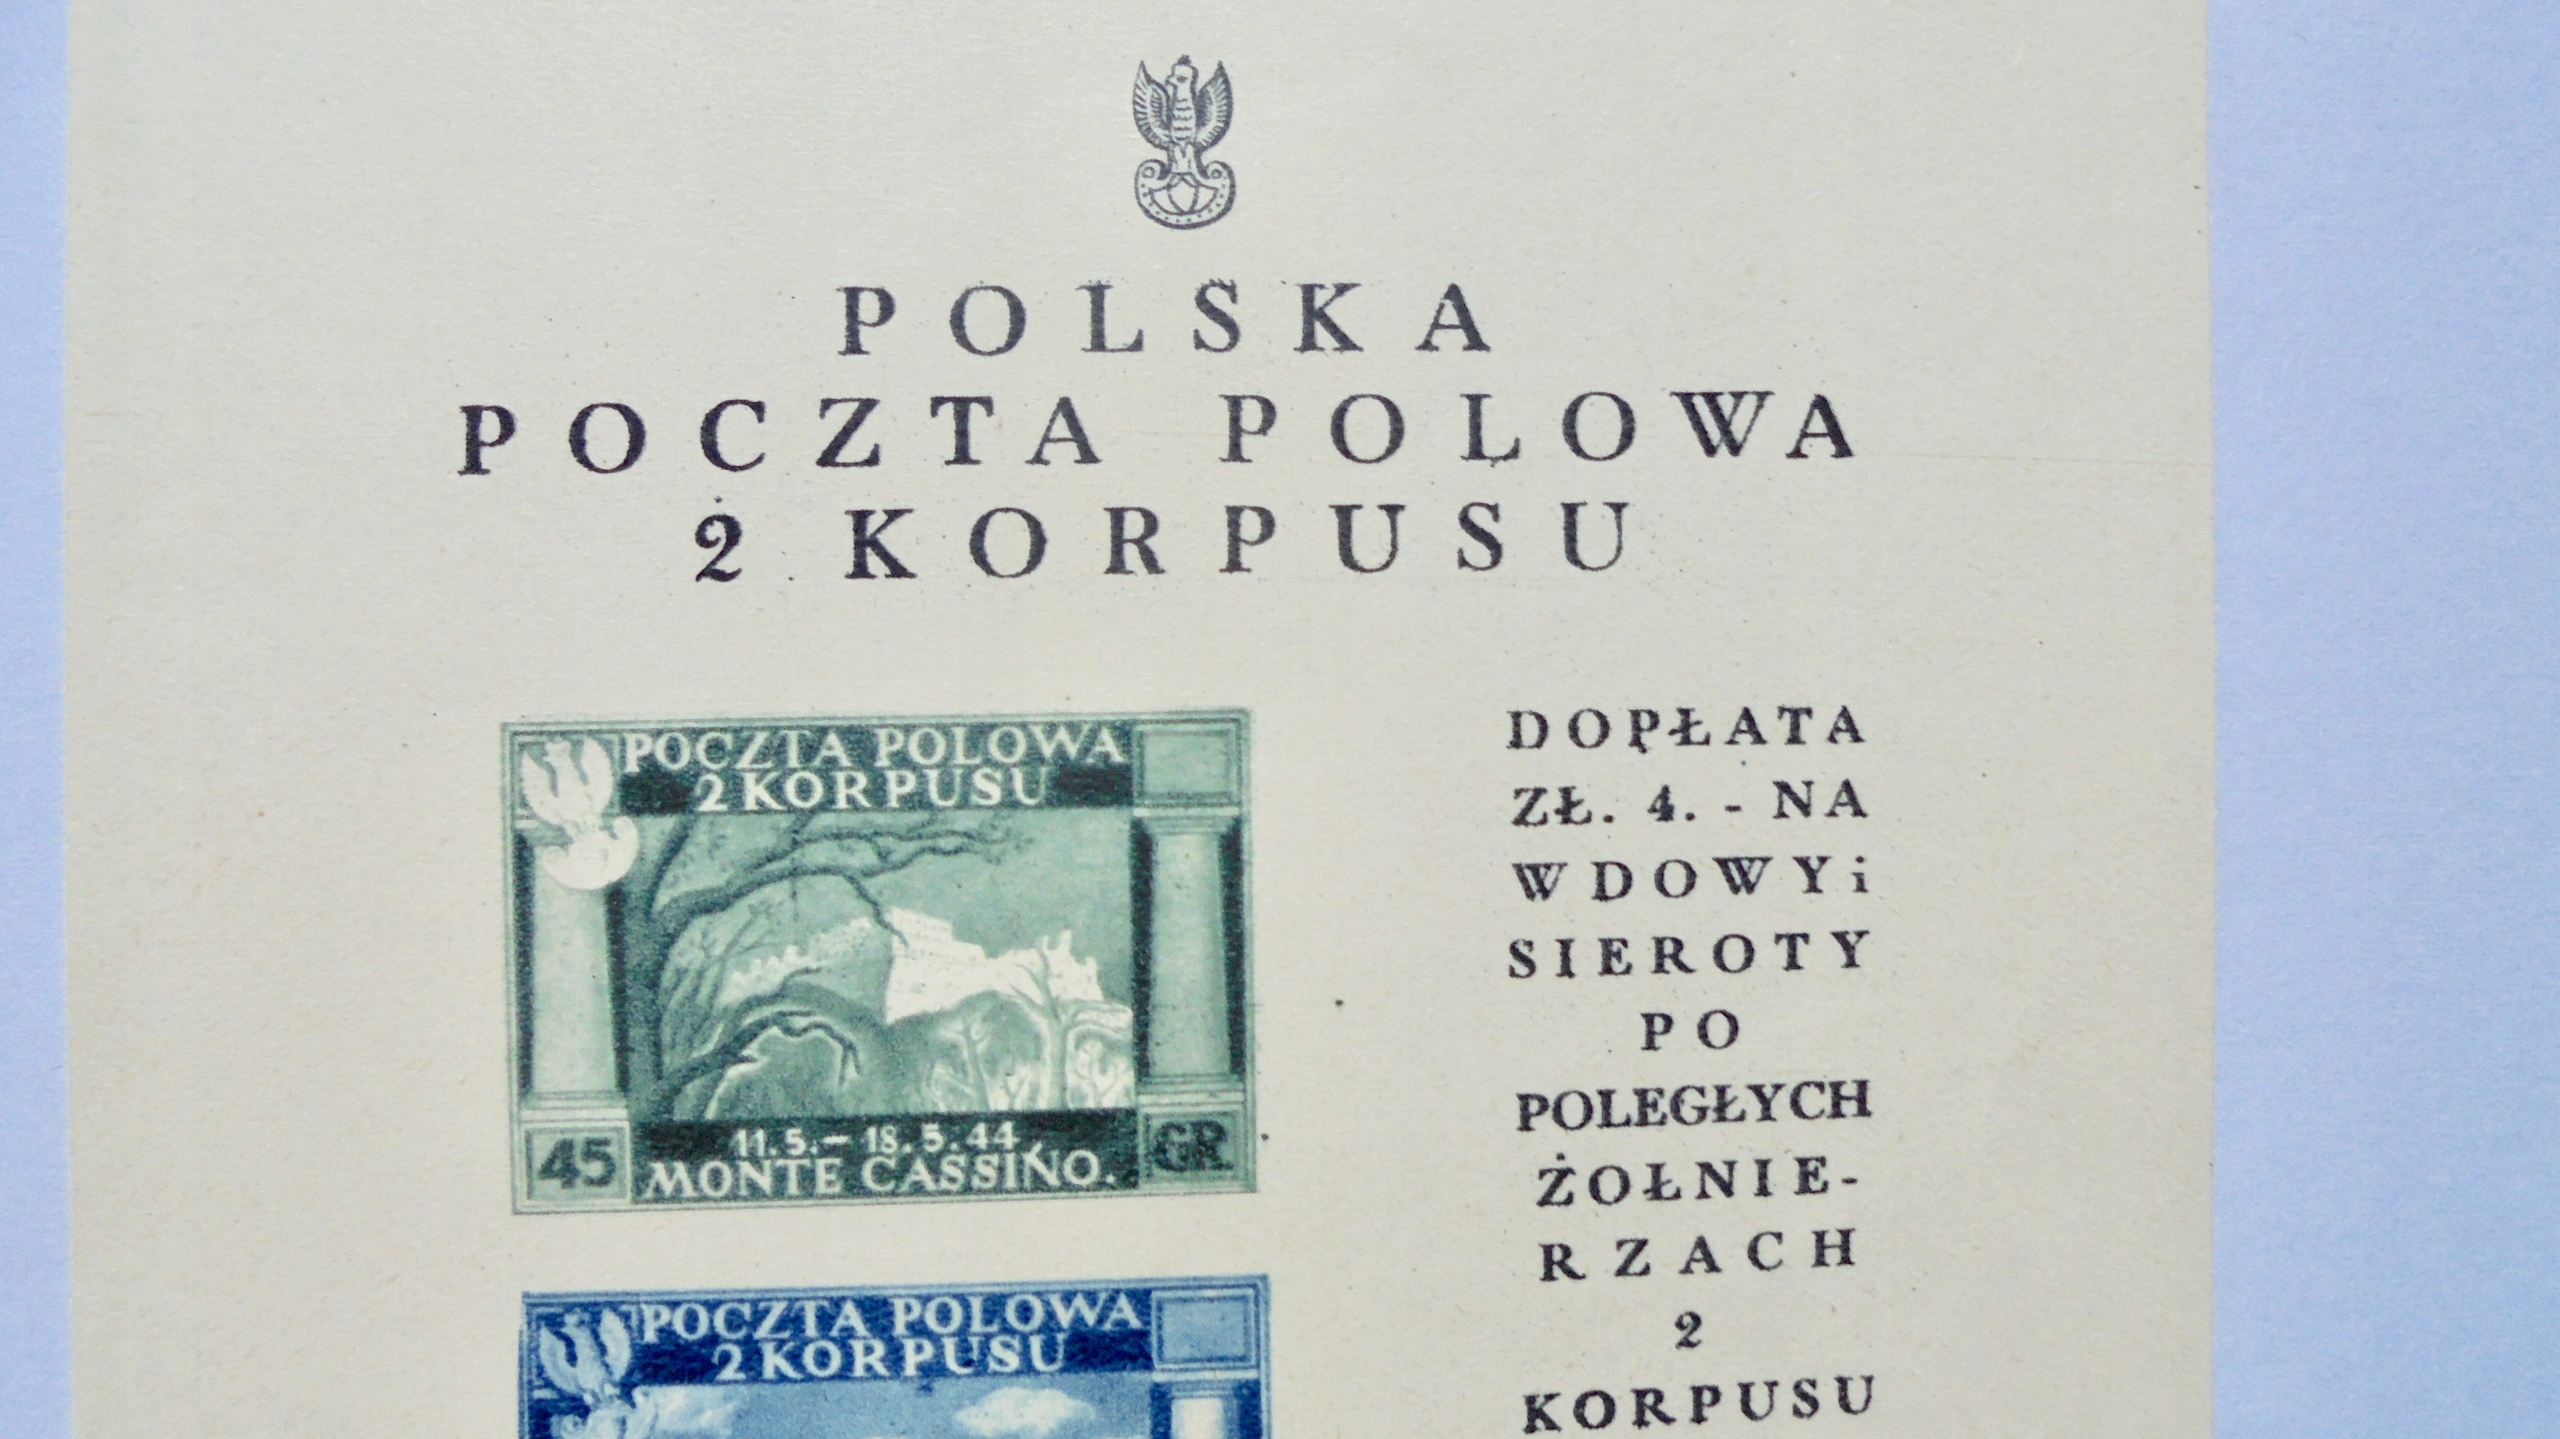 POLSKA
POCZTA POLOWA
2 KORPUSU
POCZTA POLOWA
2 KORPUSU
45
11.5.–18.5.44
MONTE CASSINO.
GR.
POCZTA POLOWA
2 KORPUSU
DOPŁATA
ZŁ. 4. - NA
WDOWY i
SIEROTY
PO
POLEGŁYCH
ŻOŁNIE-
RZACH
2
KORPUSU